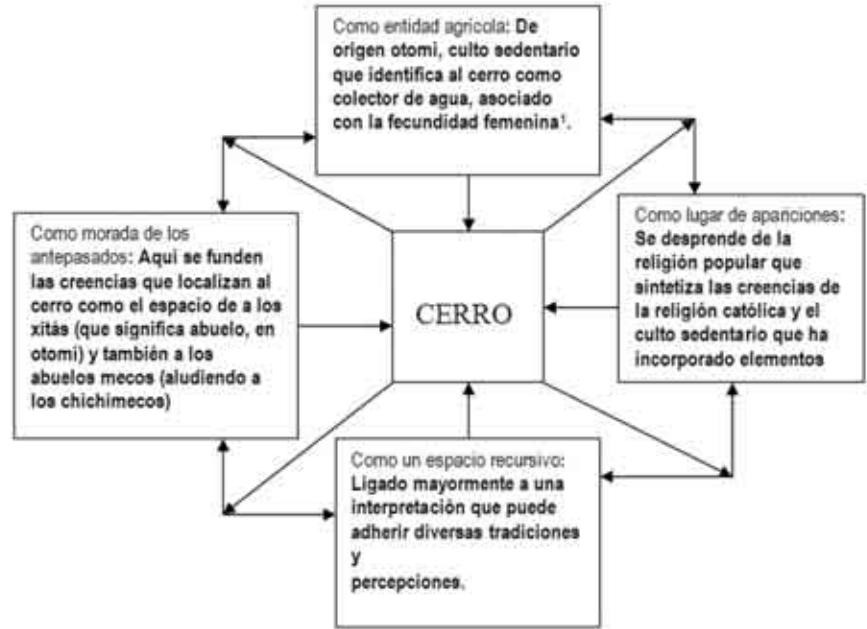 Como entidad agricola: De
origen otomi, culto sedentario
que identifica al cerro como
colector de agua, asociado
con la fecundidad femenina¹.
Como morada de los
antepasados: Aqui se funden
las creencias que localizan al
cerro como el espacio de a los
xitás (que significa abuelo, en
otomi) y también a los
abuelos mecos (aludiendo a
los chichimecos)
CERRO
Como lugar de apariciones:
Se desprende de la
religión popular que
sintetiza las creencias de
la religión católica y el
culto sedentario que ha
incorporado elementos
Como un espacio recursivo:
Ligado mayormente a una
interpretación que puede
adherir diversas tradiciones
y
percepciones.